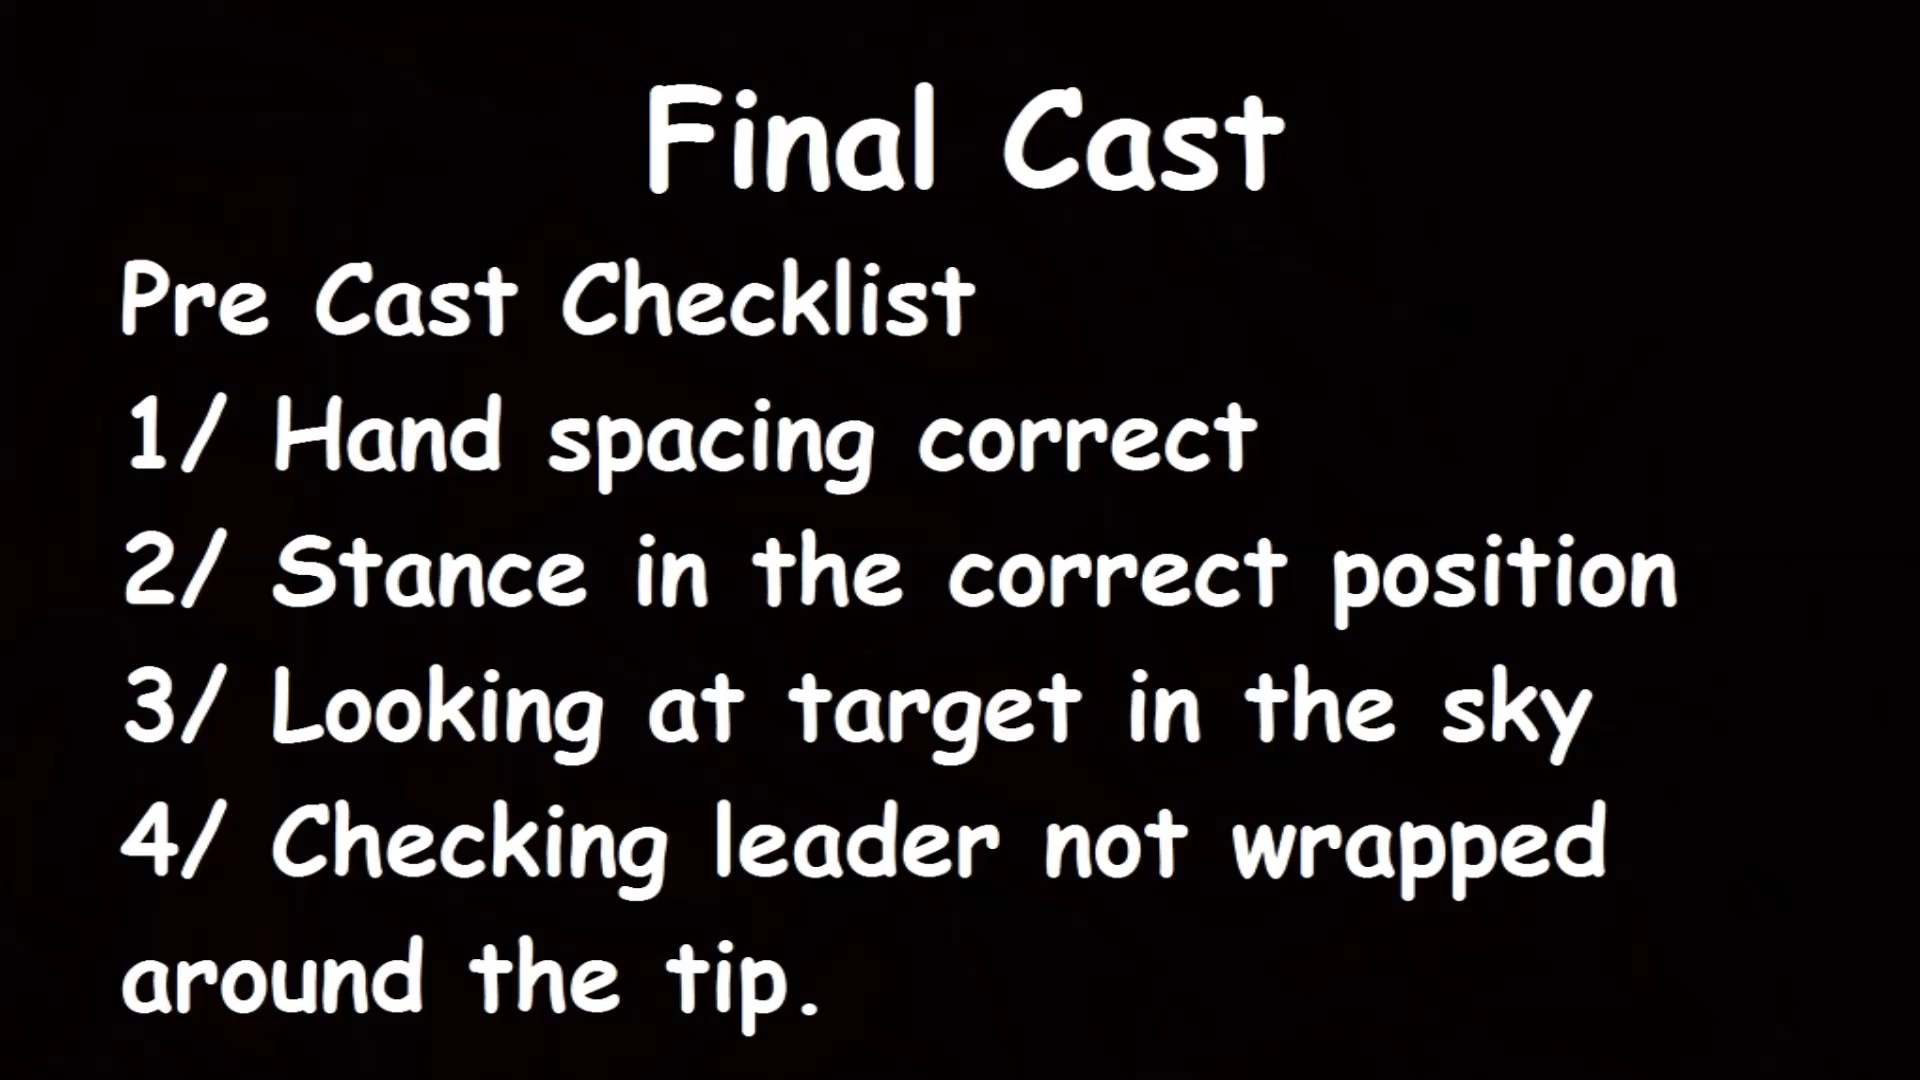 Final Cast
Pre Cast Checklist
1/ Hand spacing correct
2/ Stance in the correct position
3/ Looking at target in the sky
4/ Checking leader not wrapped
around the tip.